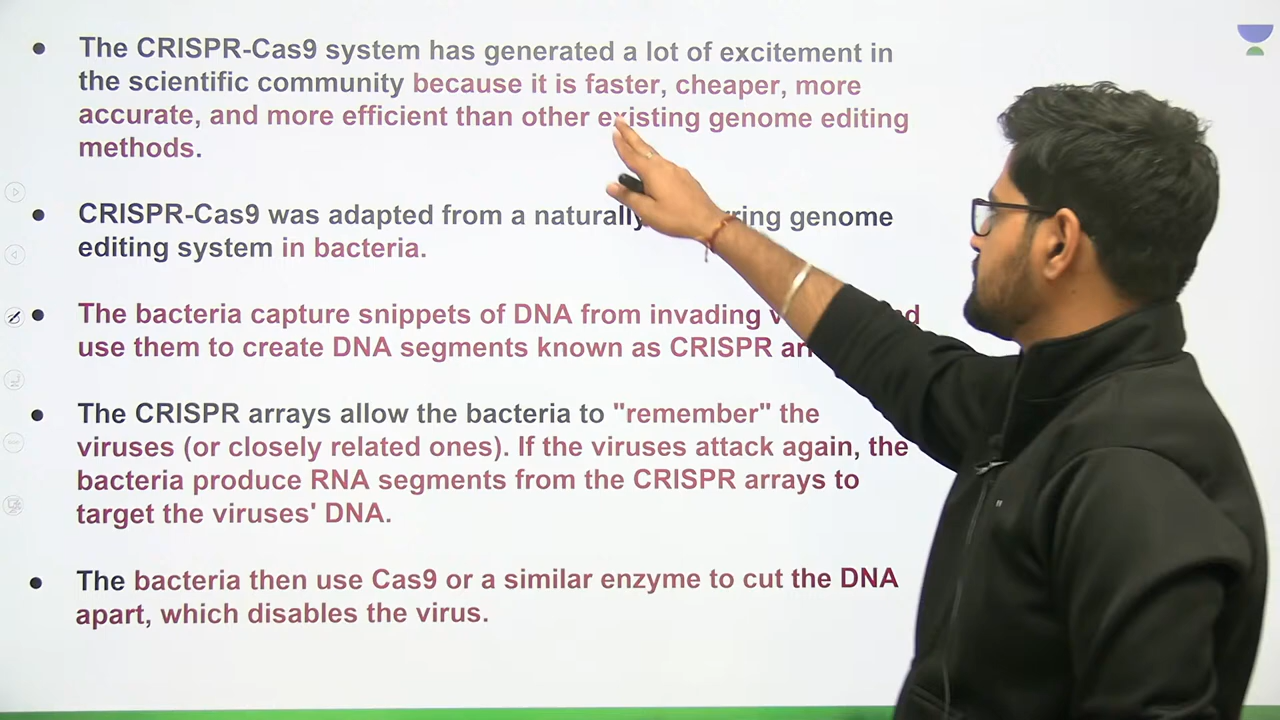 The CRISPR-Cas9 system has generated a lot of excitement in
the scientific community because it is faster, cheaper, more
accurate, and more efficient than other existing genome editing
methods.
CRISPR-Cas9 was adapted from a naturally genome
editing system in bacteria.
The bacteria capture snippets of DNA from invading
use them to create DNA segments known as CRISPR
The CRISPR arrays allow the bacteria to "remember" the
viruses (or closely related ones). If the viruses attack again, the
bacteria produce RNA segments from the CRISPR arrays to
target the viruses' DNA.
The bacteria then use Cas9 or a similar enzyme to cut the DNA
apart, which disables the virus.